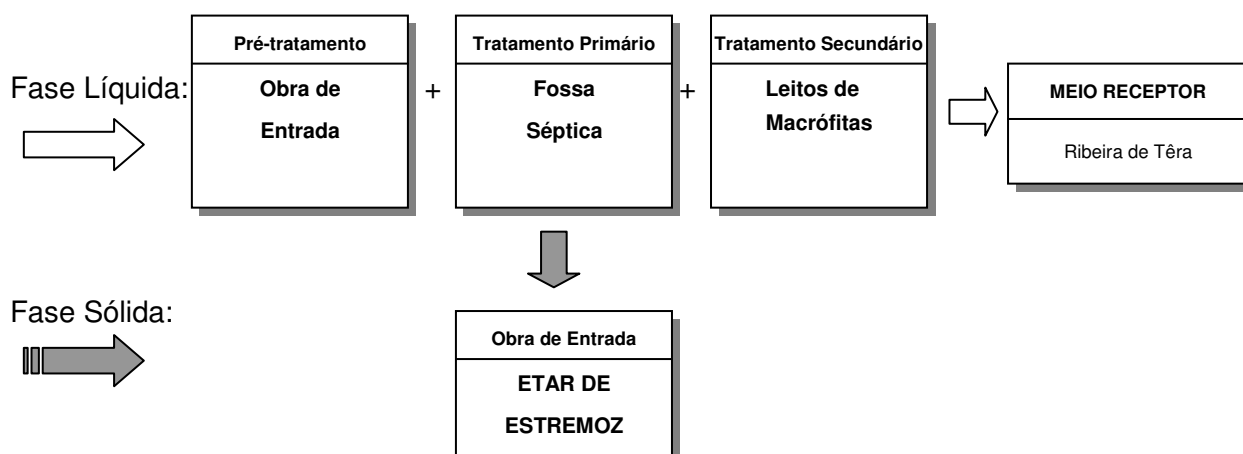 Pré-tratamento
Obra de
Entrada
Tratamento Primário
Fossa
Séptica
Tratamento Secundário
Leitos de
Macrófitas
Fase Líquida:
+
+
MEIO RECEPTOR
Ribeira de Têra
Fase Sólida:
Obra de Entrada
ETAR DE
ESTREMOZ